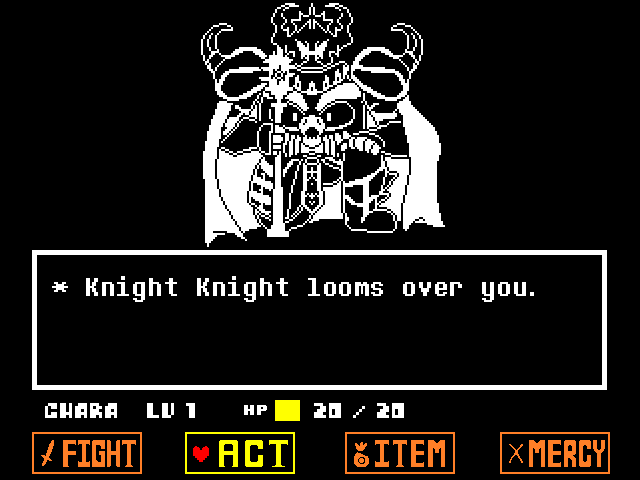 * Knight Knight looms over you.
CHARA LV 1 HP 20 / 20
FIGHT ACT ITEM MERCY